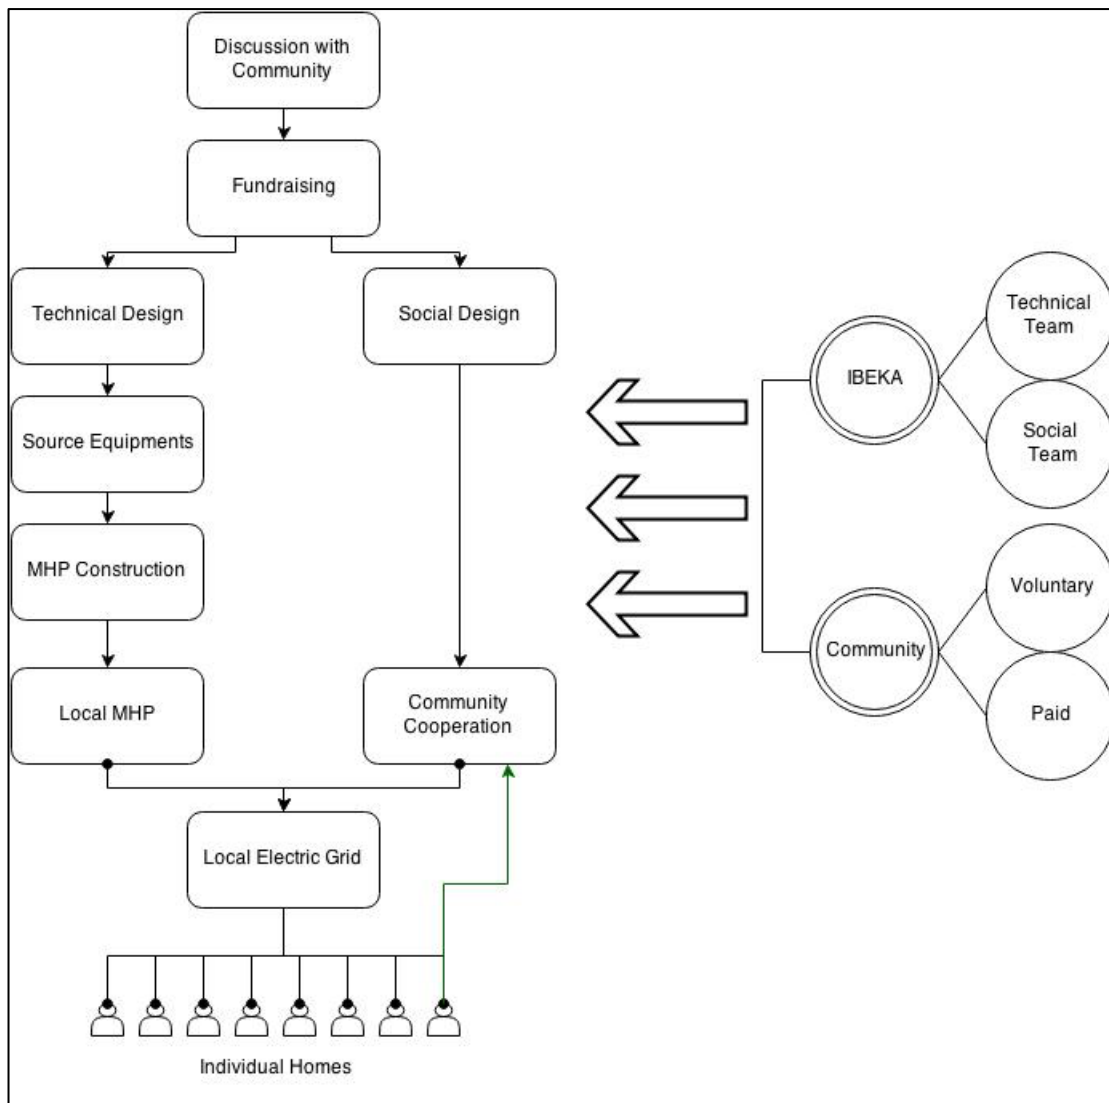 Discussion with
Community
Fundraising
Technical Design
Social Design
Source Equipments
MHP Construction
Local MHP
Community
Cooperation
Local Electric Grid
Individual Homes
IBEKA
Technical
Team
Social
Team
Community
Voluntary
Paid